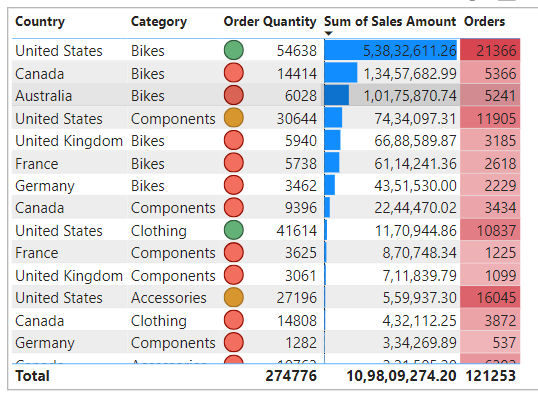 Country Category Order Quantity Sum of Sales Amount Orders
United States Bikes 54638 5,38,32,611.26 21366
Canada Bikes 14414 1,34,57,682.99 5366
Australia Bikes 6028 1,01,75,870.74 5241
United States Components 30644 74,34,097.31 11905
United Kingdom Bikes 5940 66,88,589.87 3185
France Bikes 5738 61,14,241.36 2618
Germany Bikes 3462 43,51,530.00 2229
Canada Components 9396 22,44,470.02 3434
United States Clothing 41614 11,70,944.86 10837
France Components 3625 8,70,748.34 1225
United Kingdom Components 3061 7,11,839.79 1099
United States Accessories 27196 5,59,937.30 16045
Canada Clothing 14808 4,32,112.25 3872
Germany Components 1282 3,34,269.89 537
Total 274776 10,98,09,274.20 121253